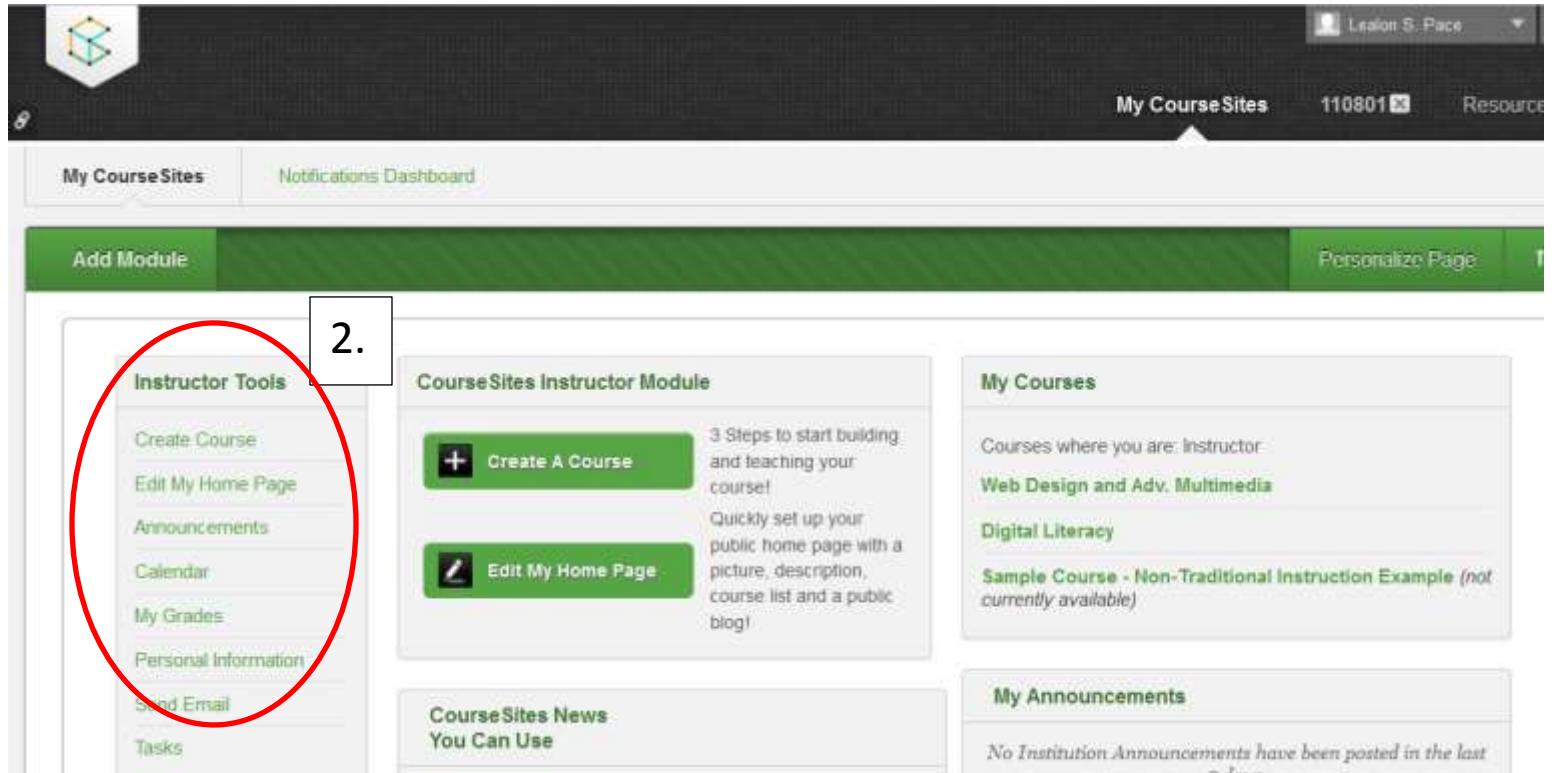 Lealon S. Pace
My CourseSites
110801
Resource
My CourseSites
Notifications Dashboard
Add Module
Personalize Page
2.
Instructor Tools
Create Course
Edit My Home Page
Announcements
Calendar
My Grades
Personal Information
Send Email
Tasks
CourseSites Instructor Module
Create A Course
3 Steps to start building
and teaching your
course!
Edit My Home Page
Quickly set up your
public home page with a
picture, description,
course list and a public
blog!
CourseSites News
You Can Use
My Courses
Courses where you are: Instructor
Web Design and Adv. Multimedia
Digital Literacy
Sample Course - Non-Traditional Instruction Example (not
currently available)
My Announcements
No Institution Announcements have been posted in the last